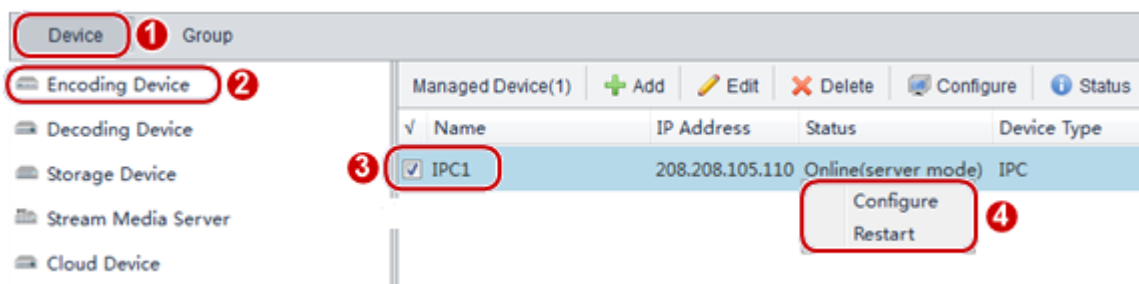 Device 1 Group
Encoding Device 2
Managed Device(1) Add Edit Delete Configure Status
Decoding Device
√ Name IP Address Status Device Type
Storage Device
3 IPC1 208.208.105.110 Online(server mode) IPC
Configure
4
Stream Media Server
Restart
Cloud Device